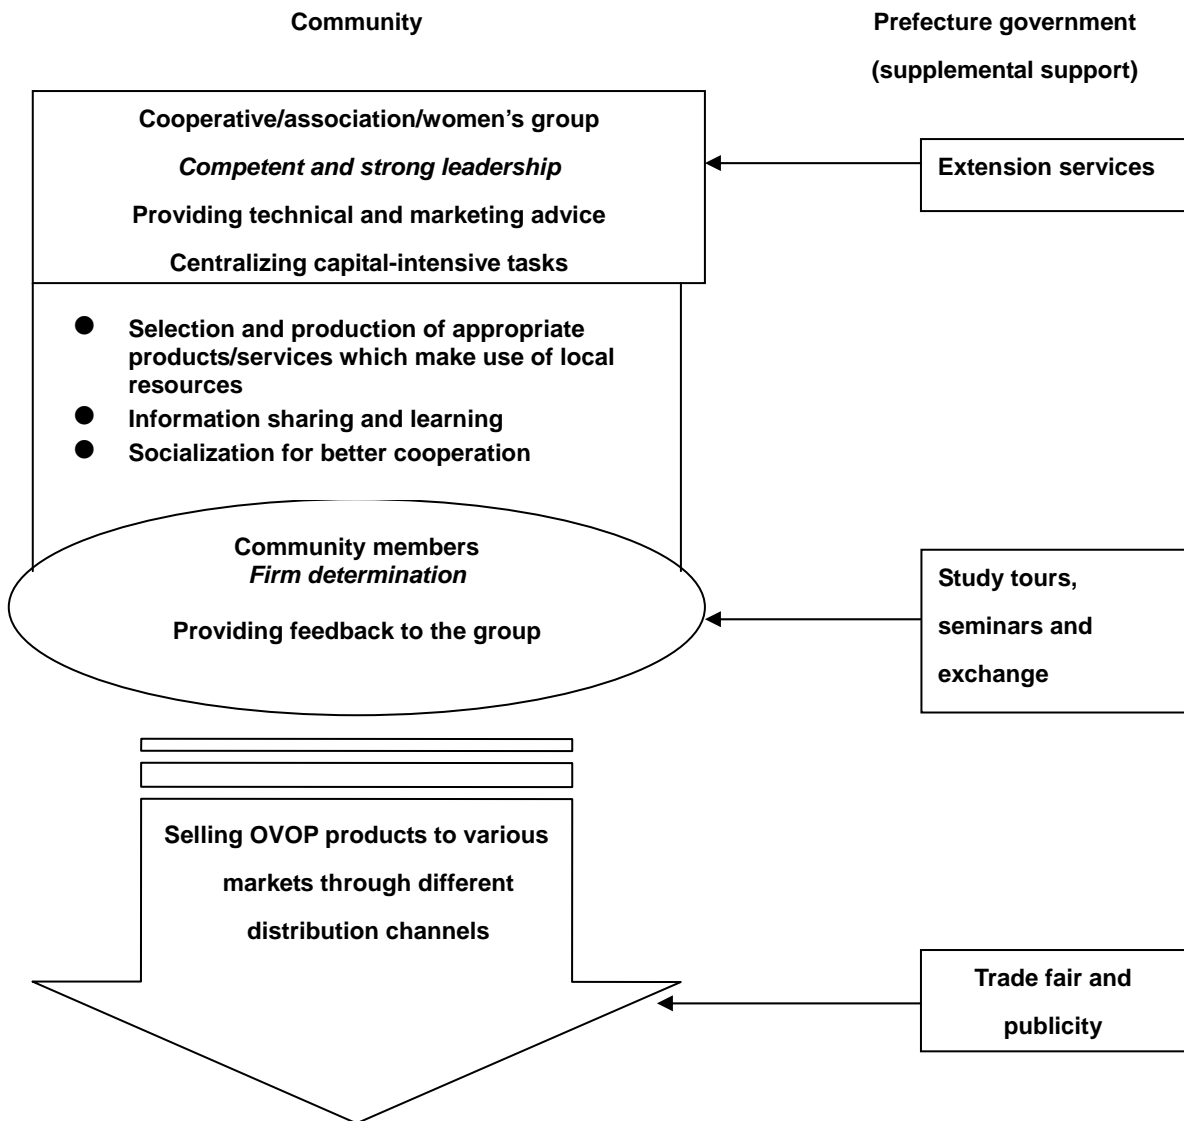 Community
Prefecture government
(supplemental support)
Cooperative/association/women's group
Competent and strong leadership
Providing technical and marketing advice
Centralizing capital-intensive tasks
Extension services
● Selection and production of appropriate
products/services which make use of local
resources
● Information sharing and learning
● Socialization for better cooperation
Community members
Firm determination
Providing feedback to the group
Study tours,
seminars and
exchange
Selling OVOP products to various
markets through different
distribution channels
Trade fair and
publicity